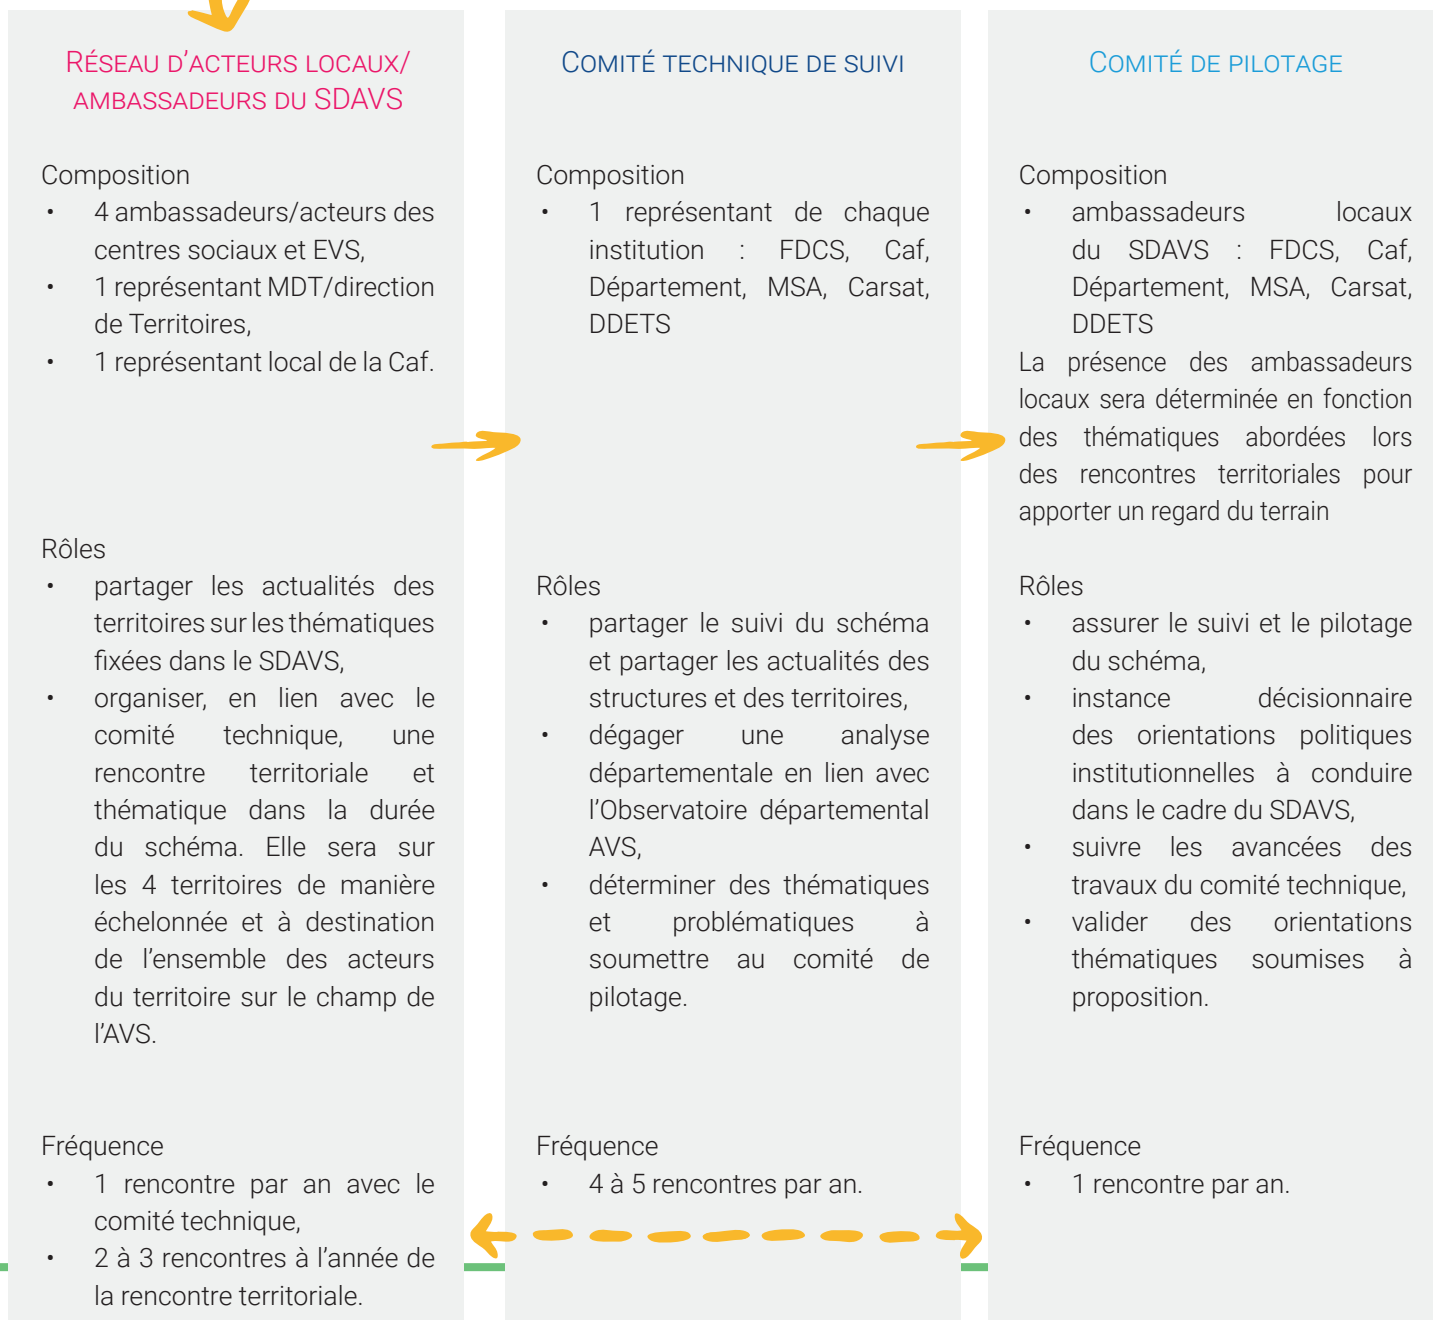 RÉSEAU D'ACTEURS LOCAUX/
AMBASSADEURS DU SDAVS
Composition
• 4 ambassadeurs/acteurs des
centres sociaux et EVS,
• 1 représentant MDT/direction
de Territoires,
• 1 représentant local de la Caf.
Rôles
• partager les actualités des
territoires sur les thématiques
fixées dans le SDAVS,
• organiser, en lien avec le
comité technique, une
rencontre territoriale et
thématique dans la durée
du schéma. Elle sera sur
les 4 territoires de manière
échelonnée et à destination
de l'ensemble des acteurs
du territoire sur le champ de
l'AVS.
Fréquence
• 1 rencontre par an avec le
comité technique,
• 2 à 3 rencontres à l'année de
la rencontre territoriale.
COMITÉ TECHNIQUE DE SUIVI
Composition
• 1 représentant de chaque
institution : FDCS, Caf,
Département, MSA, Carsat,
DDETS
Rôles
• partager le suivi du schéma
et partager les actualités des
structures et des territoires,
• dégager une analyse
départementale en lien avec
l'Observatoire départemental
AVS,
• déterminer des thématiques
et problématiques à
soumettre au comité de
pilotage.
Fréquence
• 4 à 5 rencontres par an.
COMITÉ DE PILOTAGE
Composition
• ambassadeurs locaux
du SDAVS : FDCS, Caf,
Département, MSA, Carsat,
DDETS
La présence des ambassadeurs
locaux sera déterminée en fonction
des thématiques abordées lors
des rencontres territoriales pour
apporter un regard du terrain
Rôles
• assurer le suivi et le pilotage
du schéma,
• instance décisionnaire
des orientations politiques
institutionnelles à conduire
dans le cadre du SDAVS,
• suivre les avancées des
travaux du comité technique,
• valider des orientations
thématiques soumises à
proposition.
Fréquence
• 1 rencontre par an.